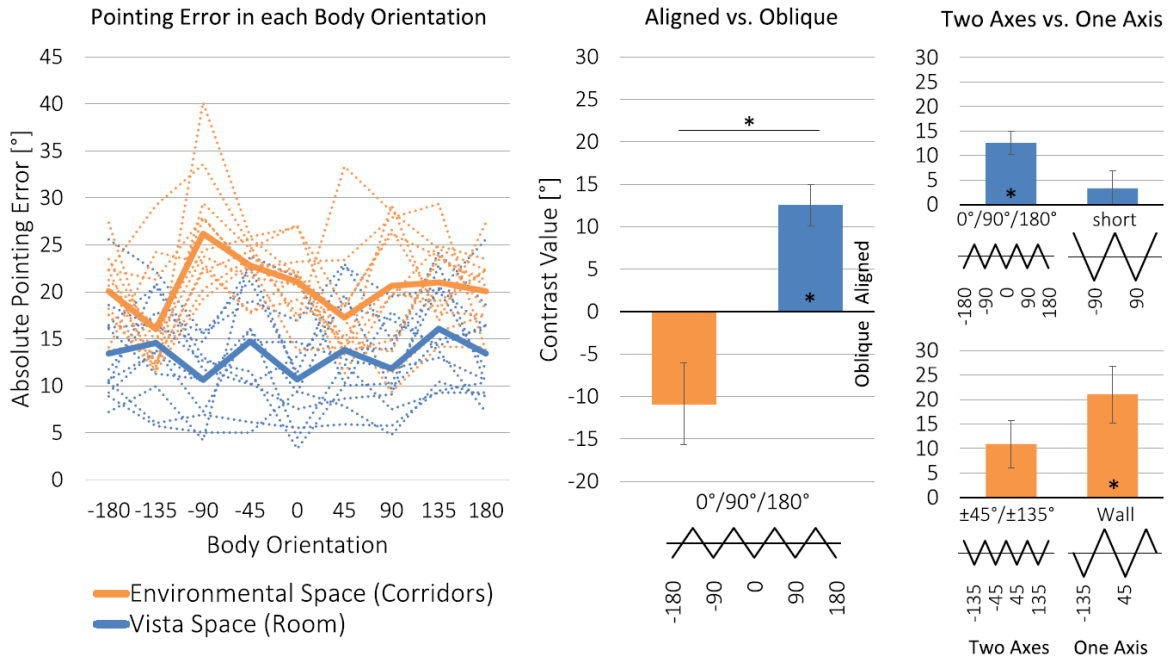 Pointing Error in each Body Orientation
Absolute Pointing Error [°]
45
40
35
30
25
20
15
10
5
0
-180 -135 -90 -45 0 45 90 135 180
Body Orientation
Environmental Space (Corridors)
Vista Space (Room)
Aligned vs. Oblique
Contrast Value [°]
30
25
20
15
10
5
0
-5
-10
-15
-20
*
*
Aligned
Oblique
0°/90°/180°
-180 -90 0 90 180
Two Axes vs. One Axis
30
25
20
15
10
5
0
*
0°/90°/180° short
-180 -90 0 90 180 -90 90
30
25
20
15
10
5
0
*
±45°/±135° Wall
-135 -45 45 135 -135 45
Two Axes One Axis